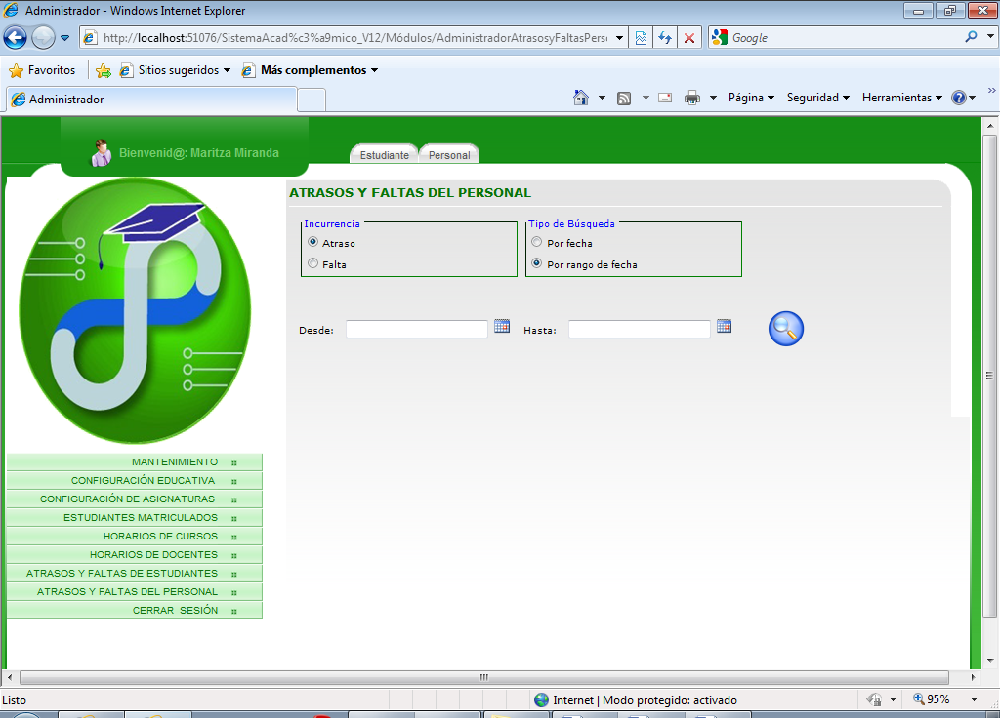 Administrador - Windows Internet Explorer
http://localhost:51076/SistemaAcad%c3%a9mico_V12/Módulos/AdministradorAtrasosyFaltasPers
Google
Favoritos
Sitios sugeridos
Más complementos
Administrador
Página
Seguridad
Herramientas
Bienvenid@: Maritza Miranda
Estudiante
Personal
ATRASOS Y FALTAS DEL PERSONAL
Incurrencia
Tipo de Búsqueda
Atraso
Por fecha
Falta
Por rango de fecha
Desde:
Hasta:
MANTENIMIENTO
CONFIGURACIÓN EDUCATIVA
CONFIGURACIÓN DE ASIGNATURAS
ESTUDIANTES MATRICULADOS
HORARIOS DE CURSOS
HORARIOS DE DOCENTES
ATRASOS Y FALTAS DE ESTUDIANTES
ATRASOS Y FALTAS DEL PERSONAL
CERRAR SESIÓN
Listo
Internet | Modo protegido: activado
95%